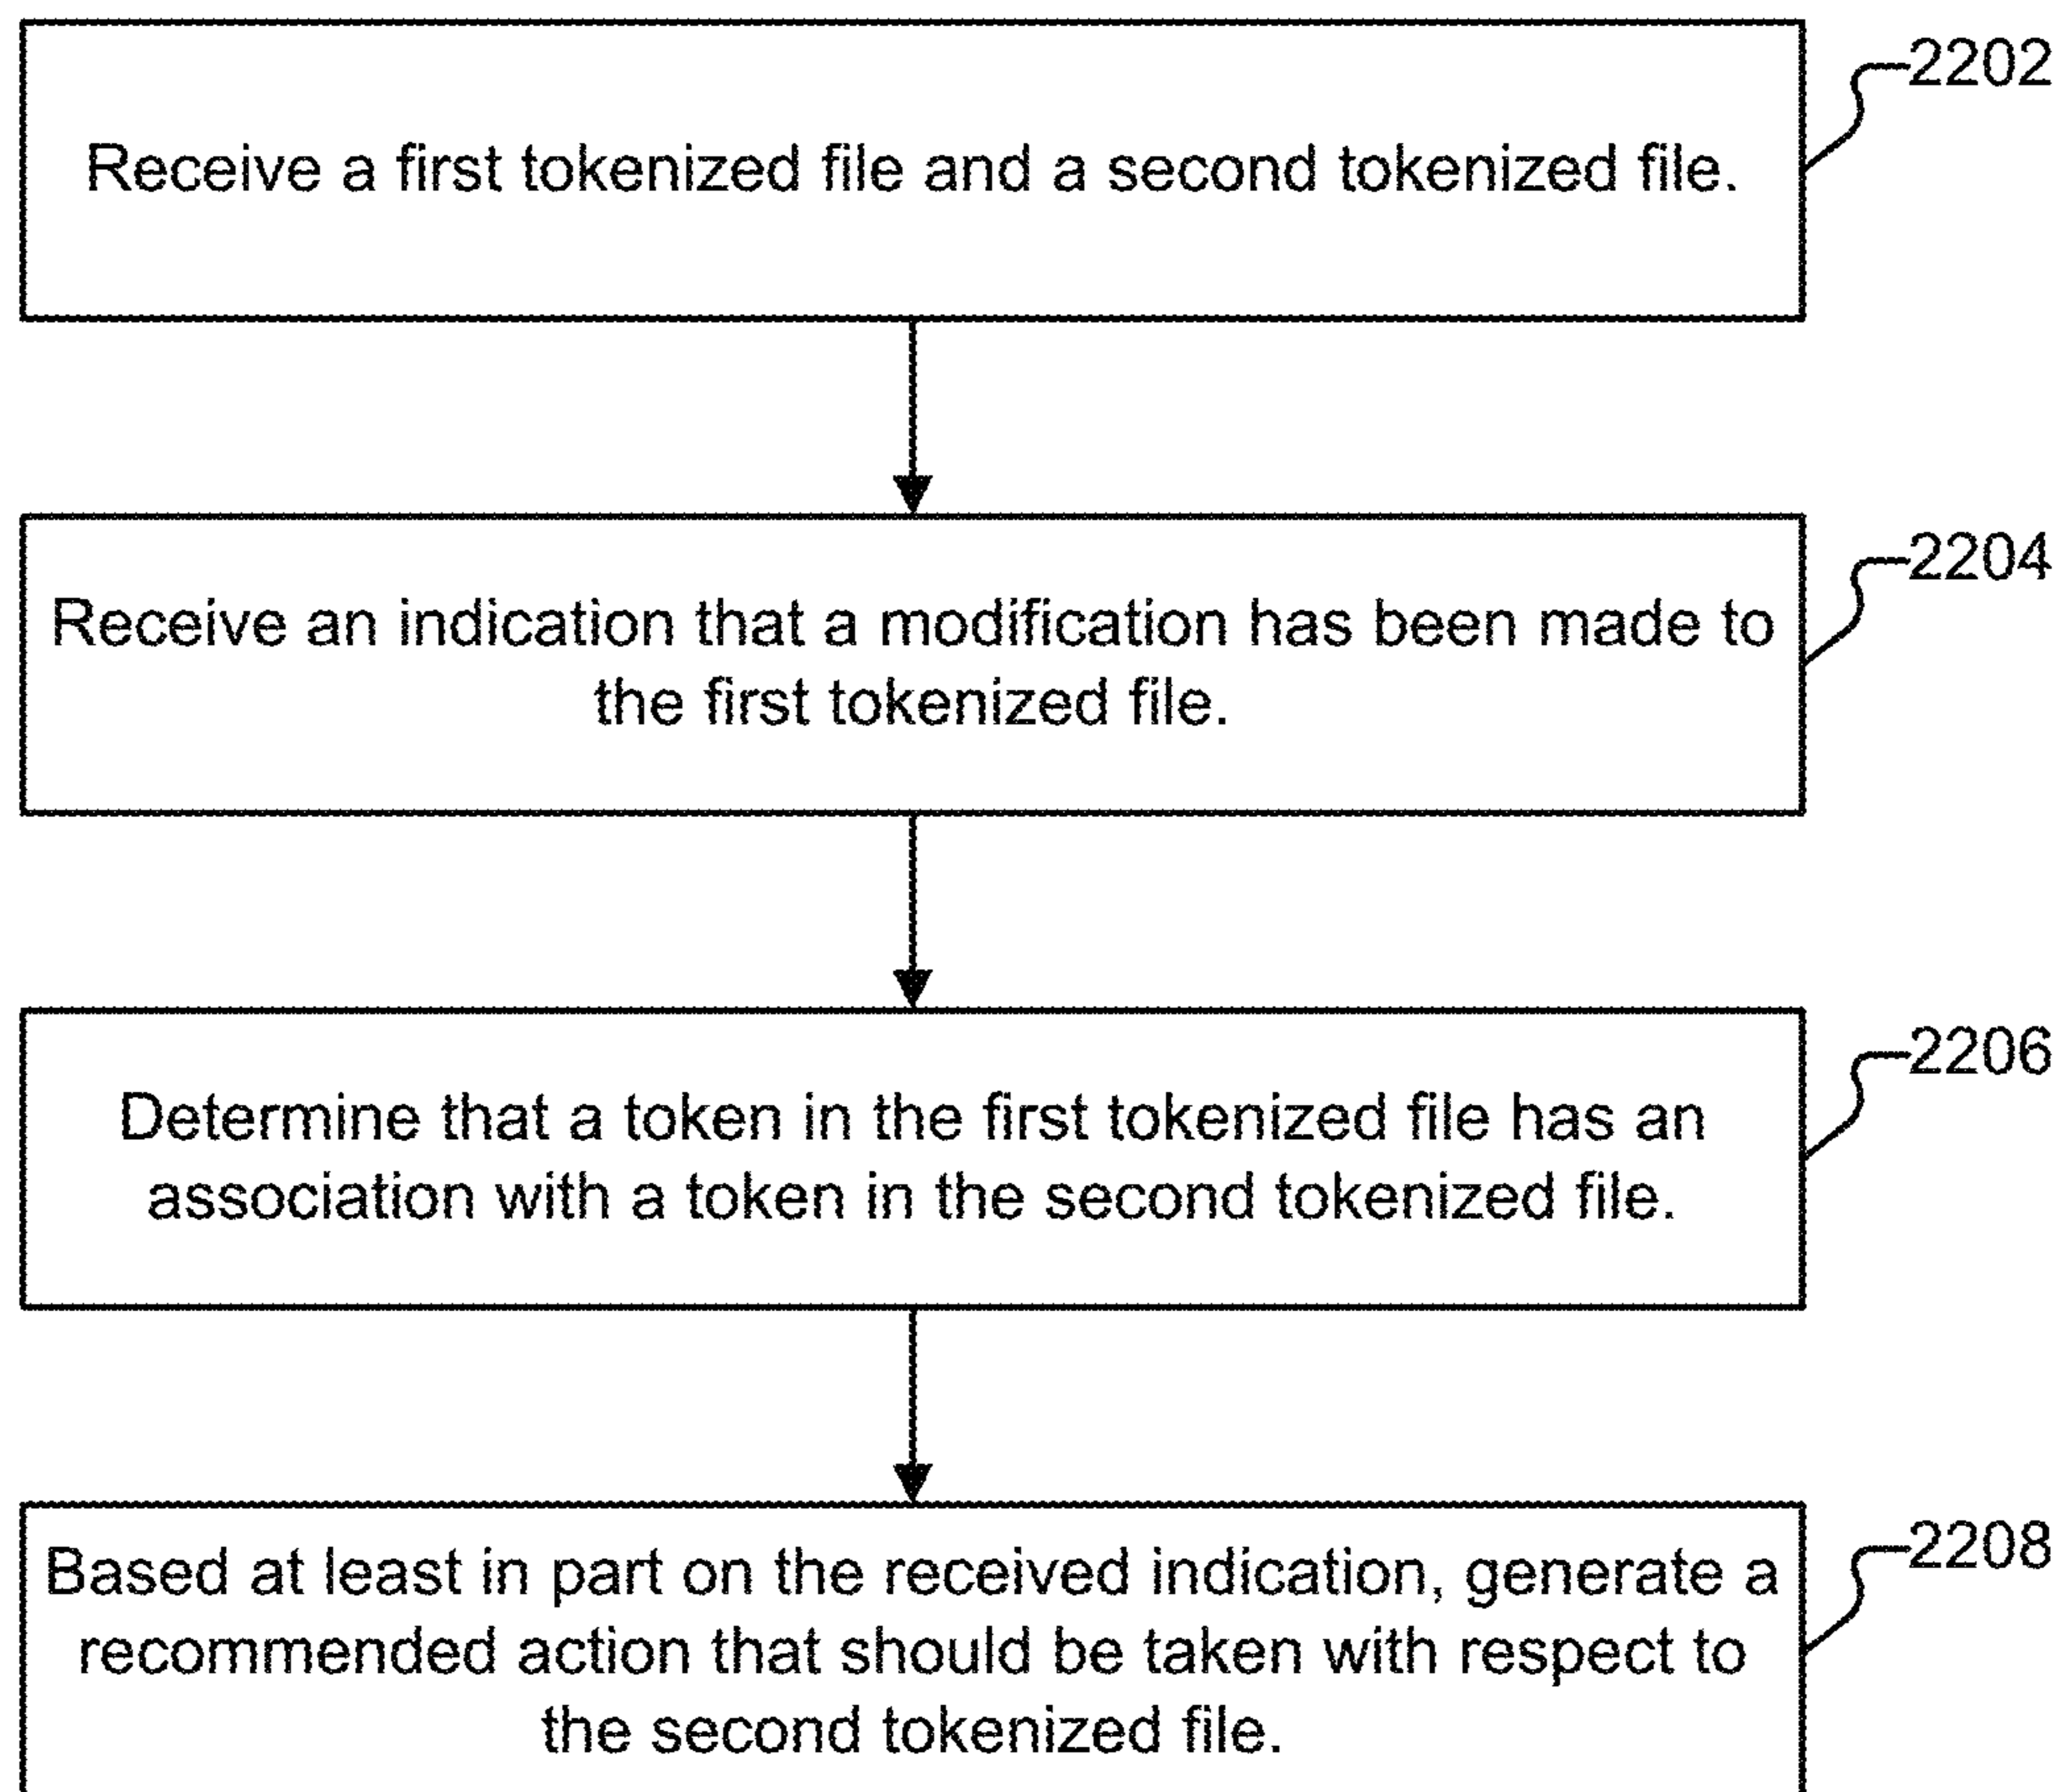 2202
Receive a first tokenized file and a second tokenized file.
2204
Receive an indication that a modification has been made to
the first tokenized file.
2206
Determine that a token in the first tokenized file has an
association with a token in the second tokenized file.
2208
Based at least in part on the received indication, generate a
recommended action that should be taken with respect to
the second tokenized file.